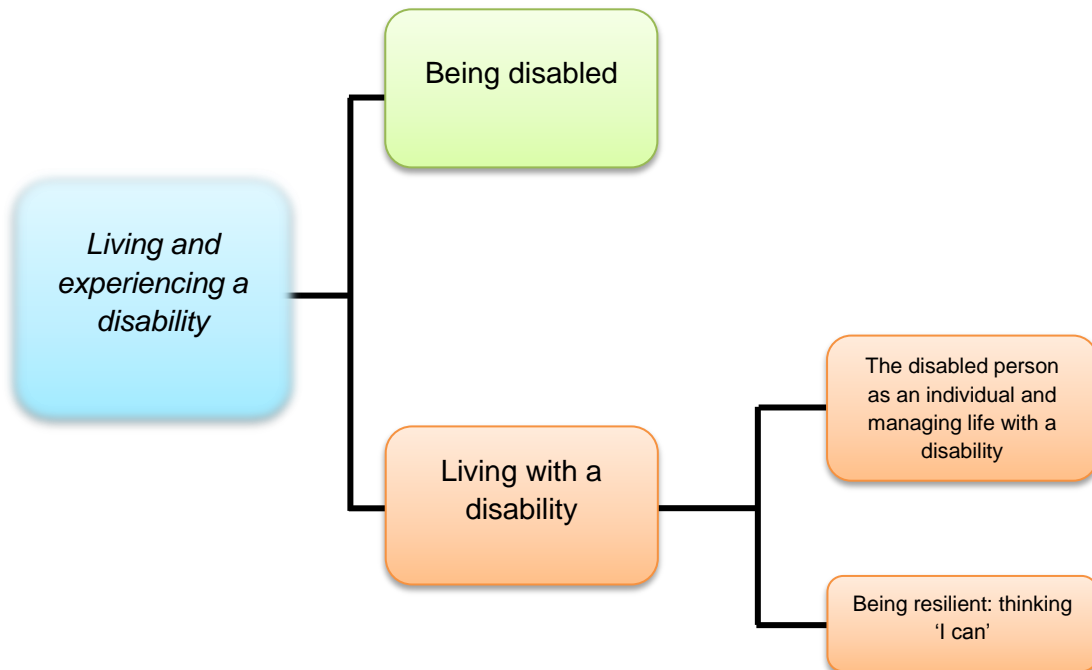 Being disabled
Living and
experiencing a
disability
Living with a
disability
The disabled person
as an individual and
managing life with a
disability
Being resilient: thinking
‘I can’